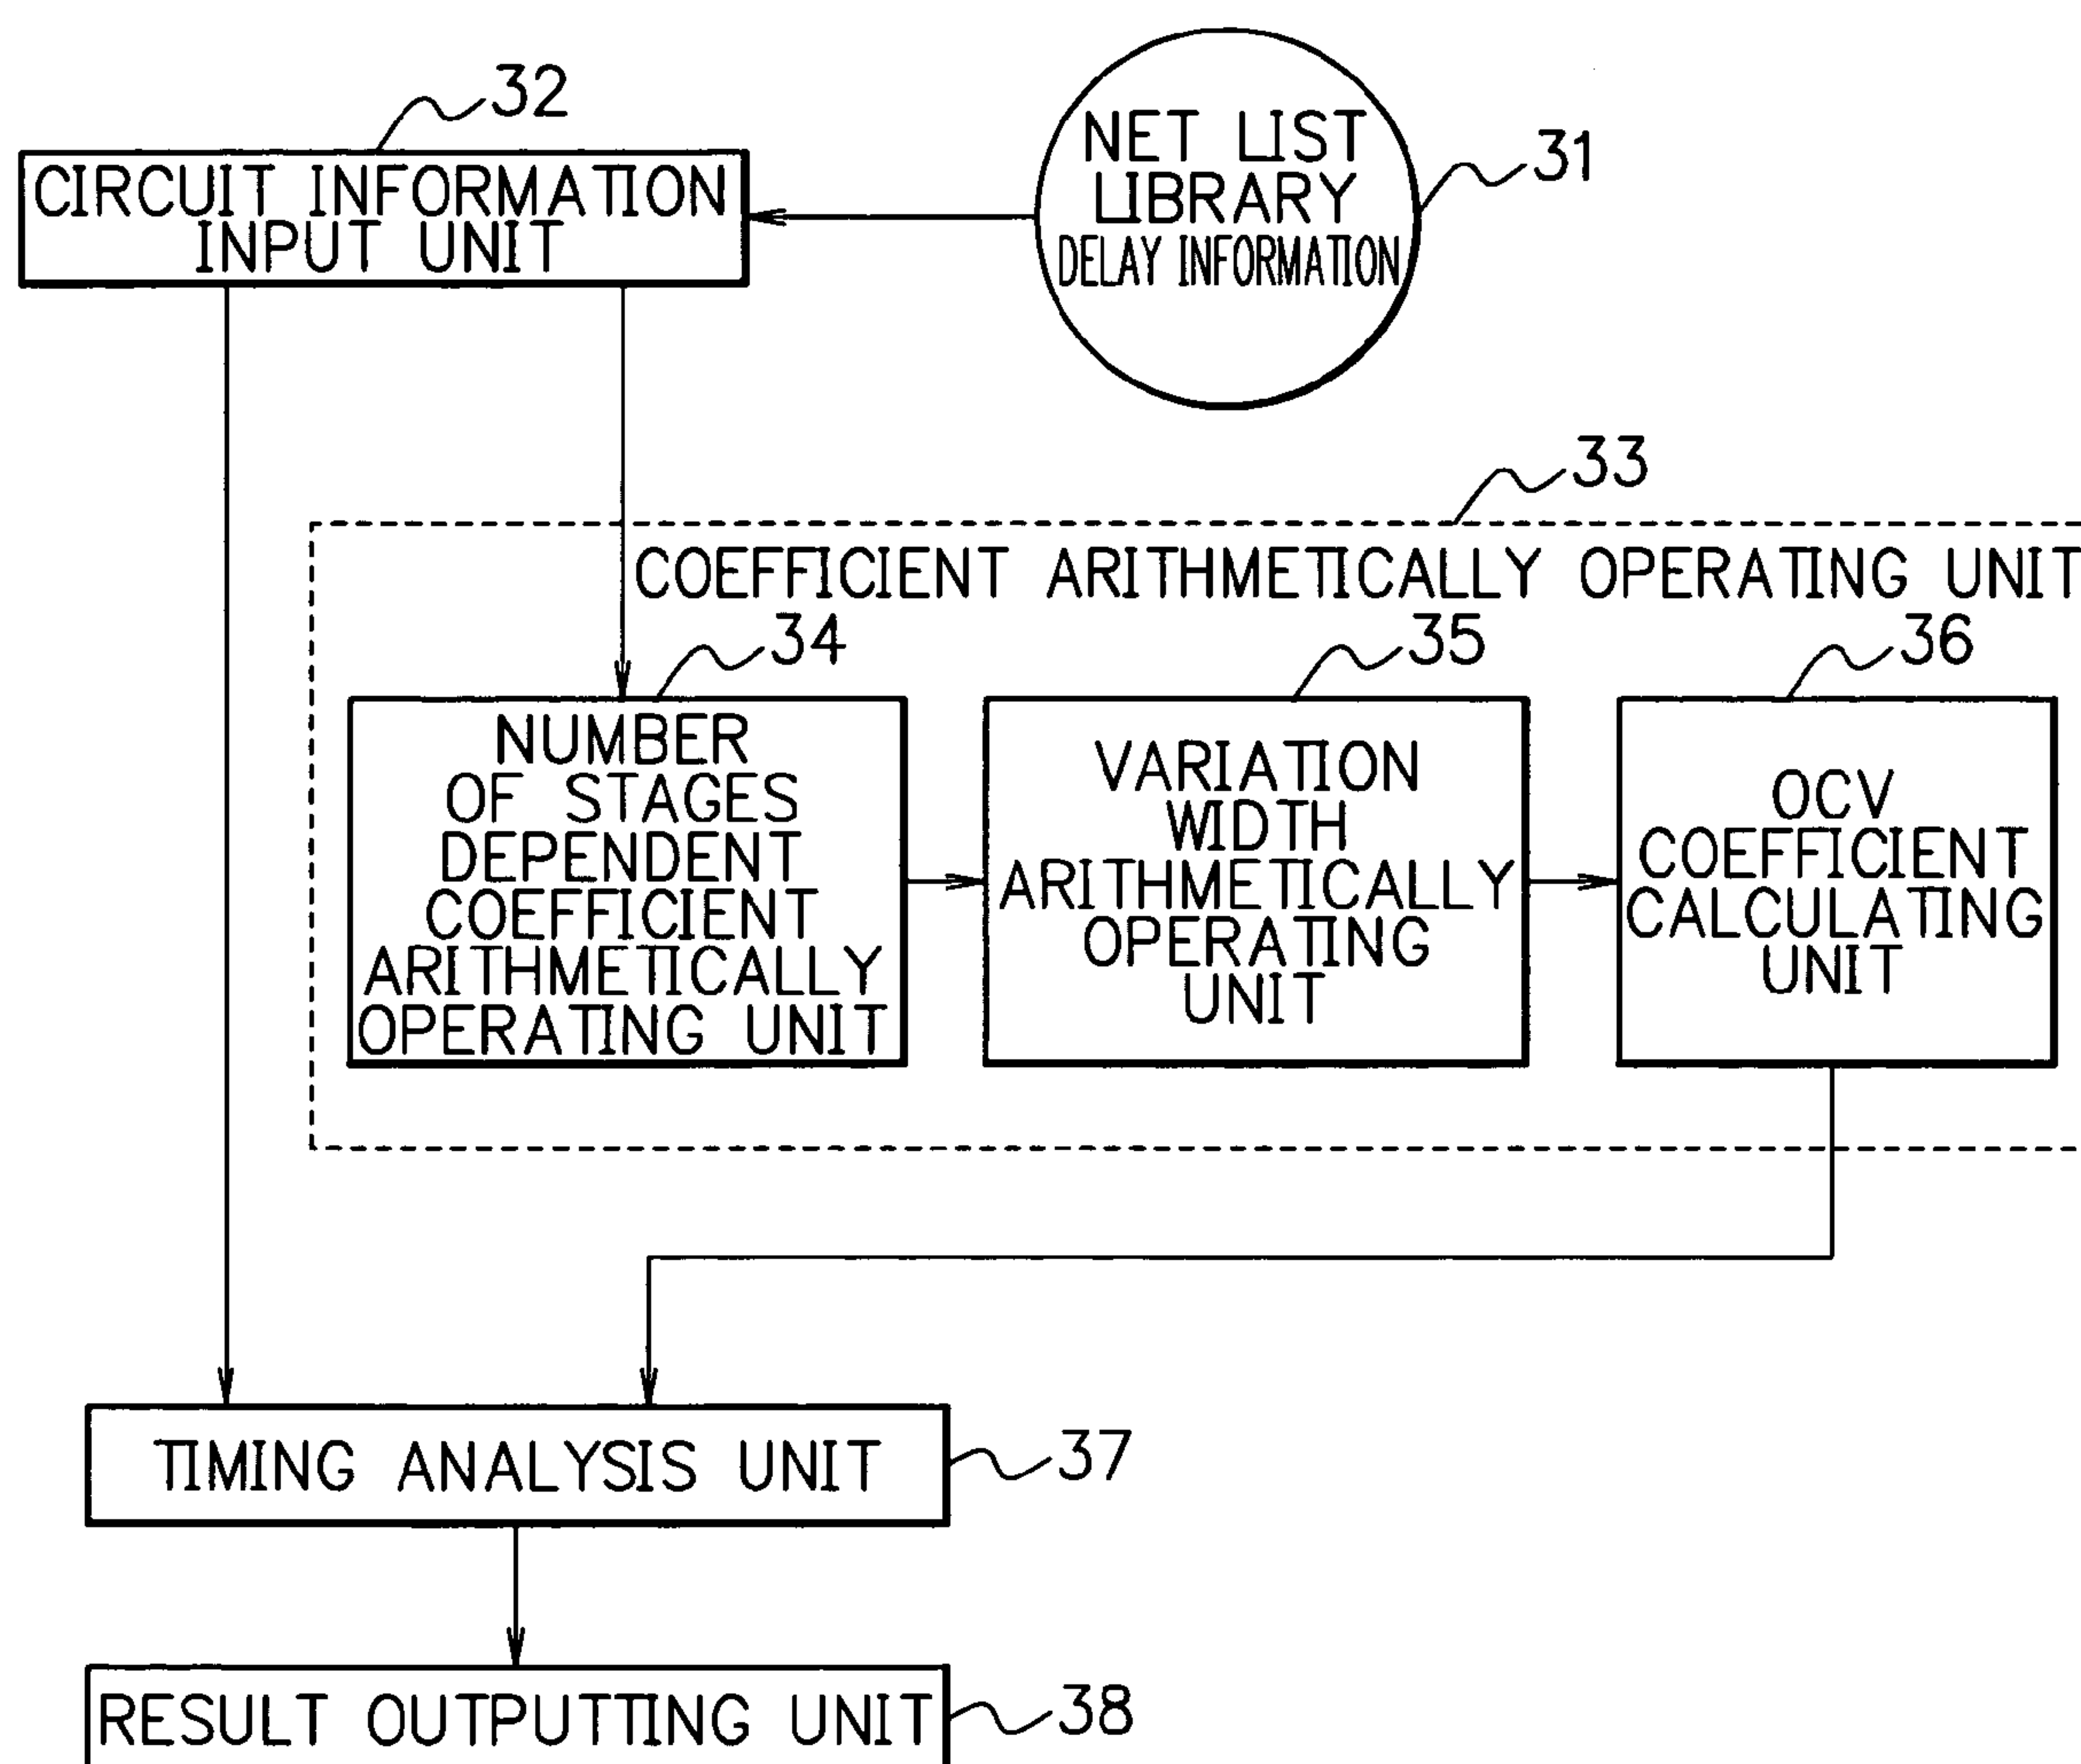 32
CIRCUIT INFORMATION
INPUT UNIT
NET LIST
LIBRARY
DELAY INFORMATION
31
33
COEFFICIENT ARITHMETICALLY OPERATING UNIT
34
NUMBER
OF STAGES
DEPENDENT
COEFFICIENT
ARITHMETICALLY
OPERATING UNIT
35
VARIATION
WIDTH
ARITHMETICALLY
OPERATING
UNIT
36
OCV
COEFFICIENT
CALCULATING
UNIT
TIMING ANALYSIS UNIT
37
RESULT OUTPUTTING UNIT
38